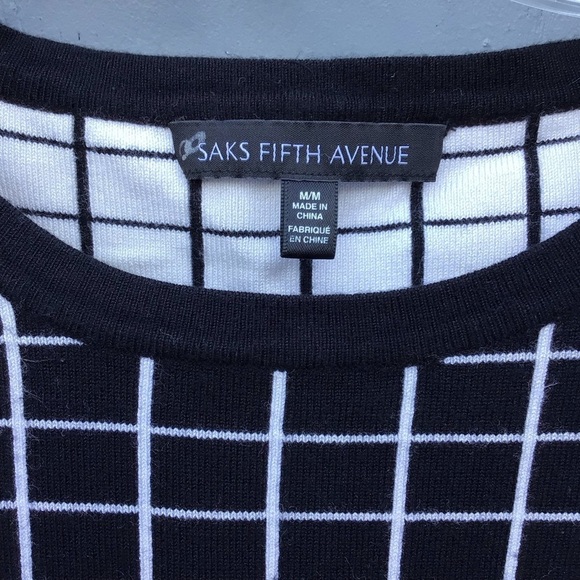 SAKS FIFTH AVENUE
M/M
MADE IN
CHINA
FABRIQUÉ
EN CHINE